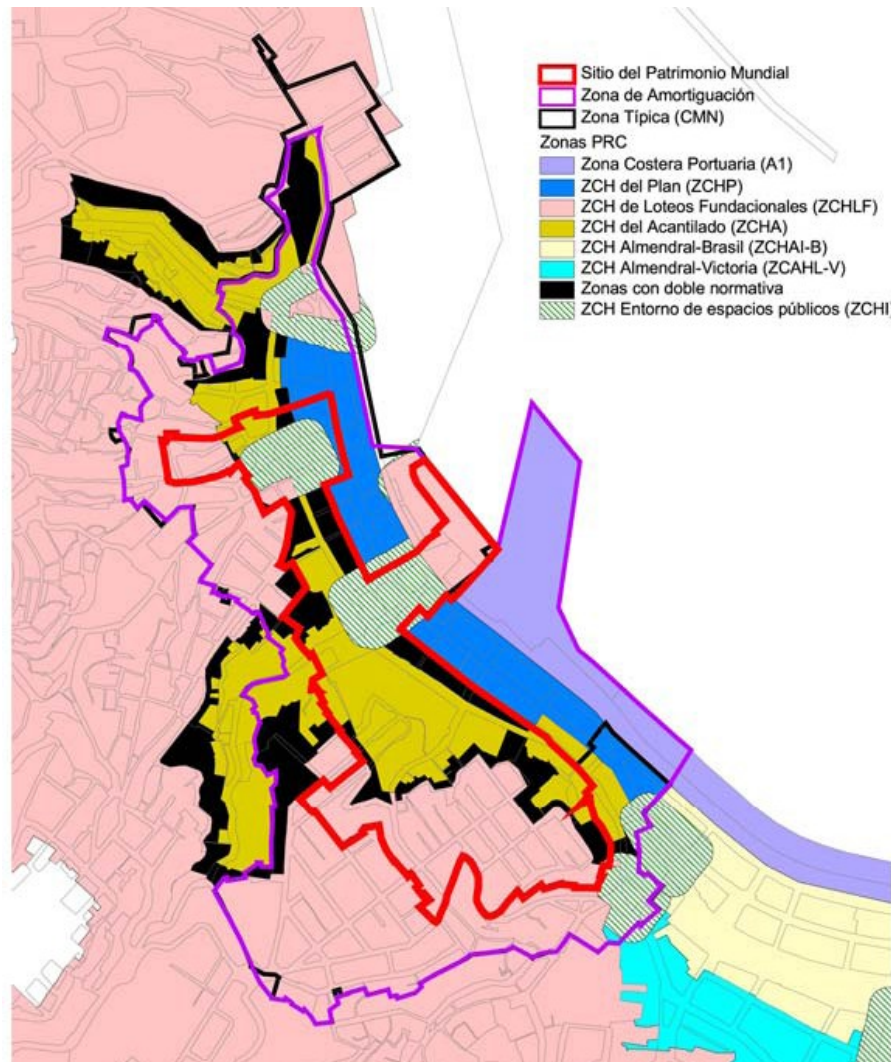 Sitio del Patrimonio Mundial
Zona de Amortiguación
Zona Típica (CMN)
Zonas PRC
Zona Costera Portuaria (A1)
ZCH del Plan (ZCHP)
ZCH de Loteos Fundacionales (ZCHLF)
ZCH del Acantilado (ZCHA)
ZCH Almendral-Brasil (ZCHAI-B)
ZCH Almendral-Victoria (ZCAHL-V)
Zonas con doble normativa
ZCH Entorno de espacios públicos (ZCHI)